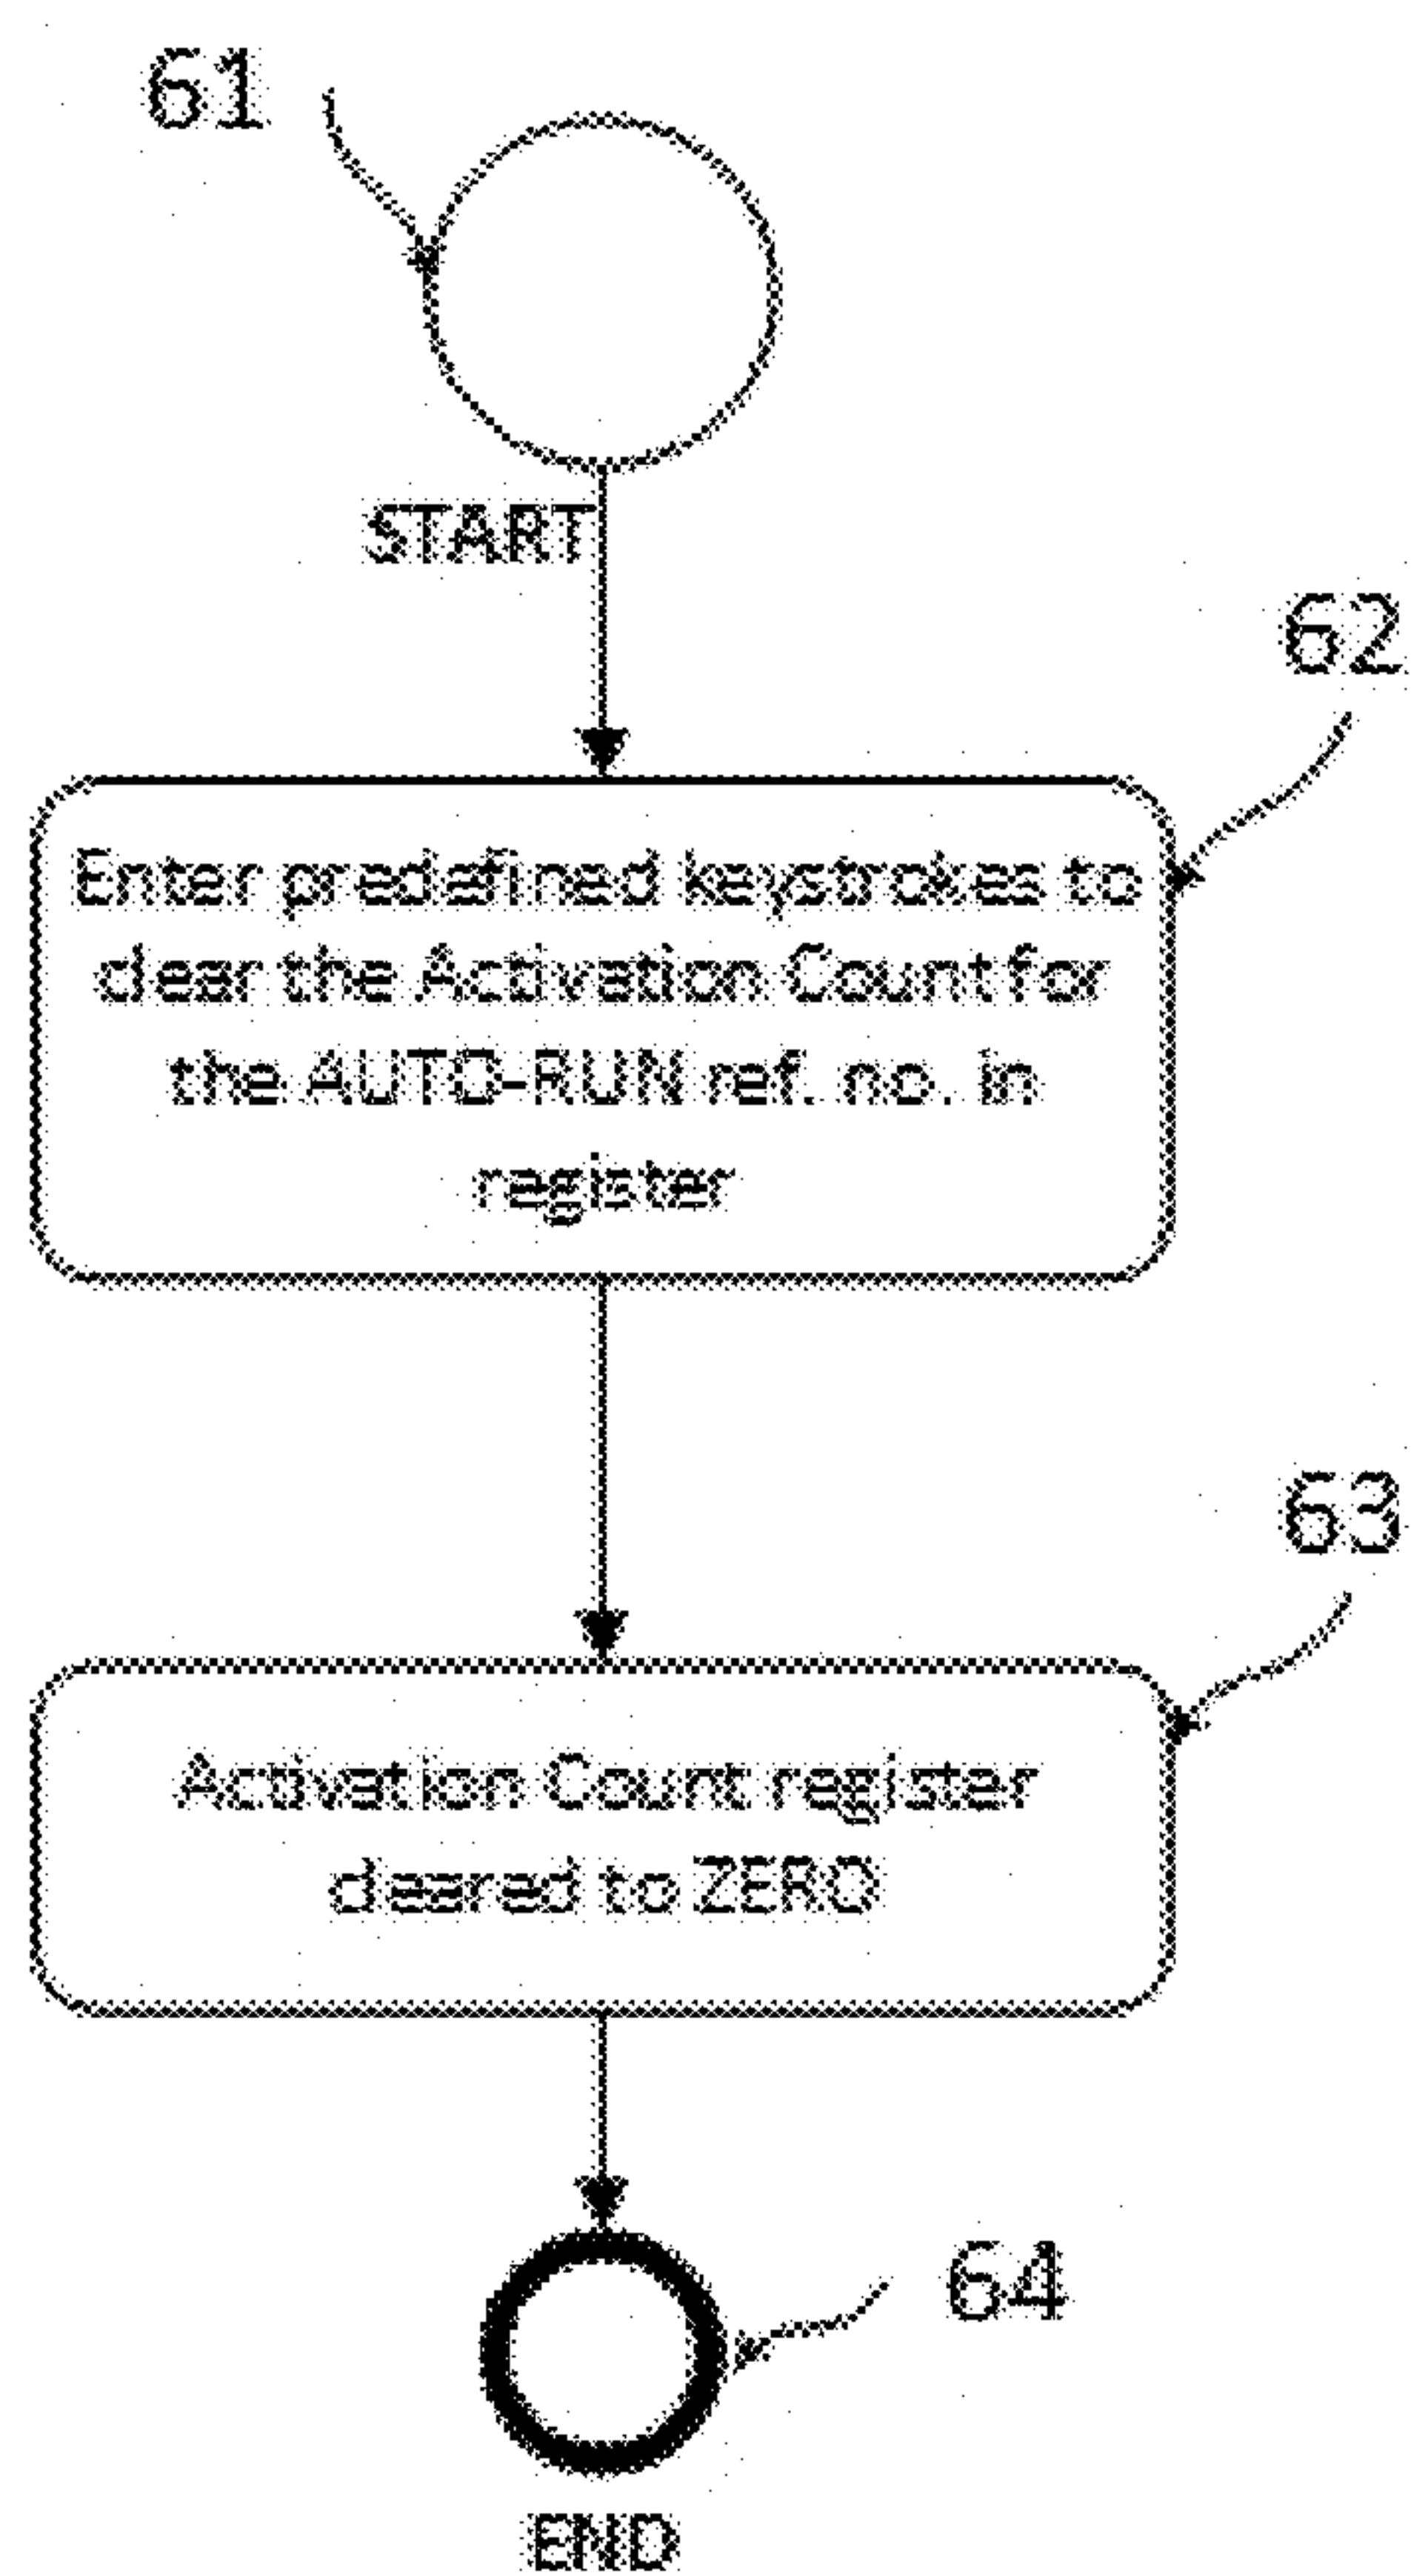 61
START
62
Enter predefined keystrokes to
clear the Activation Count for
the AUTO-RUN ref. no. in
register
63
Activation Count register
cleared to ZERO
64
END